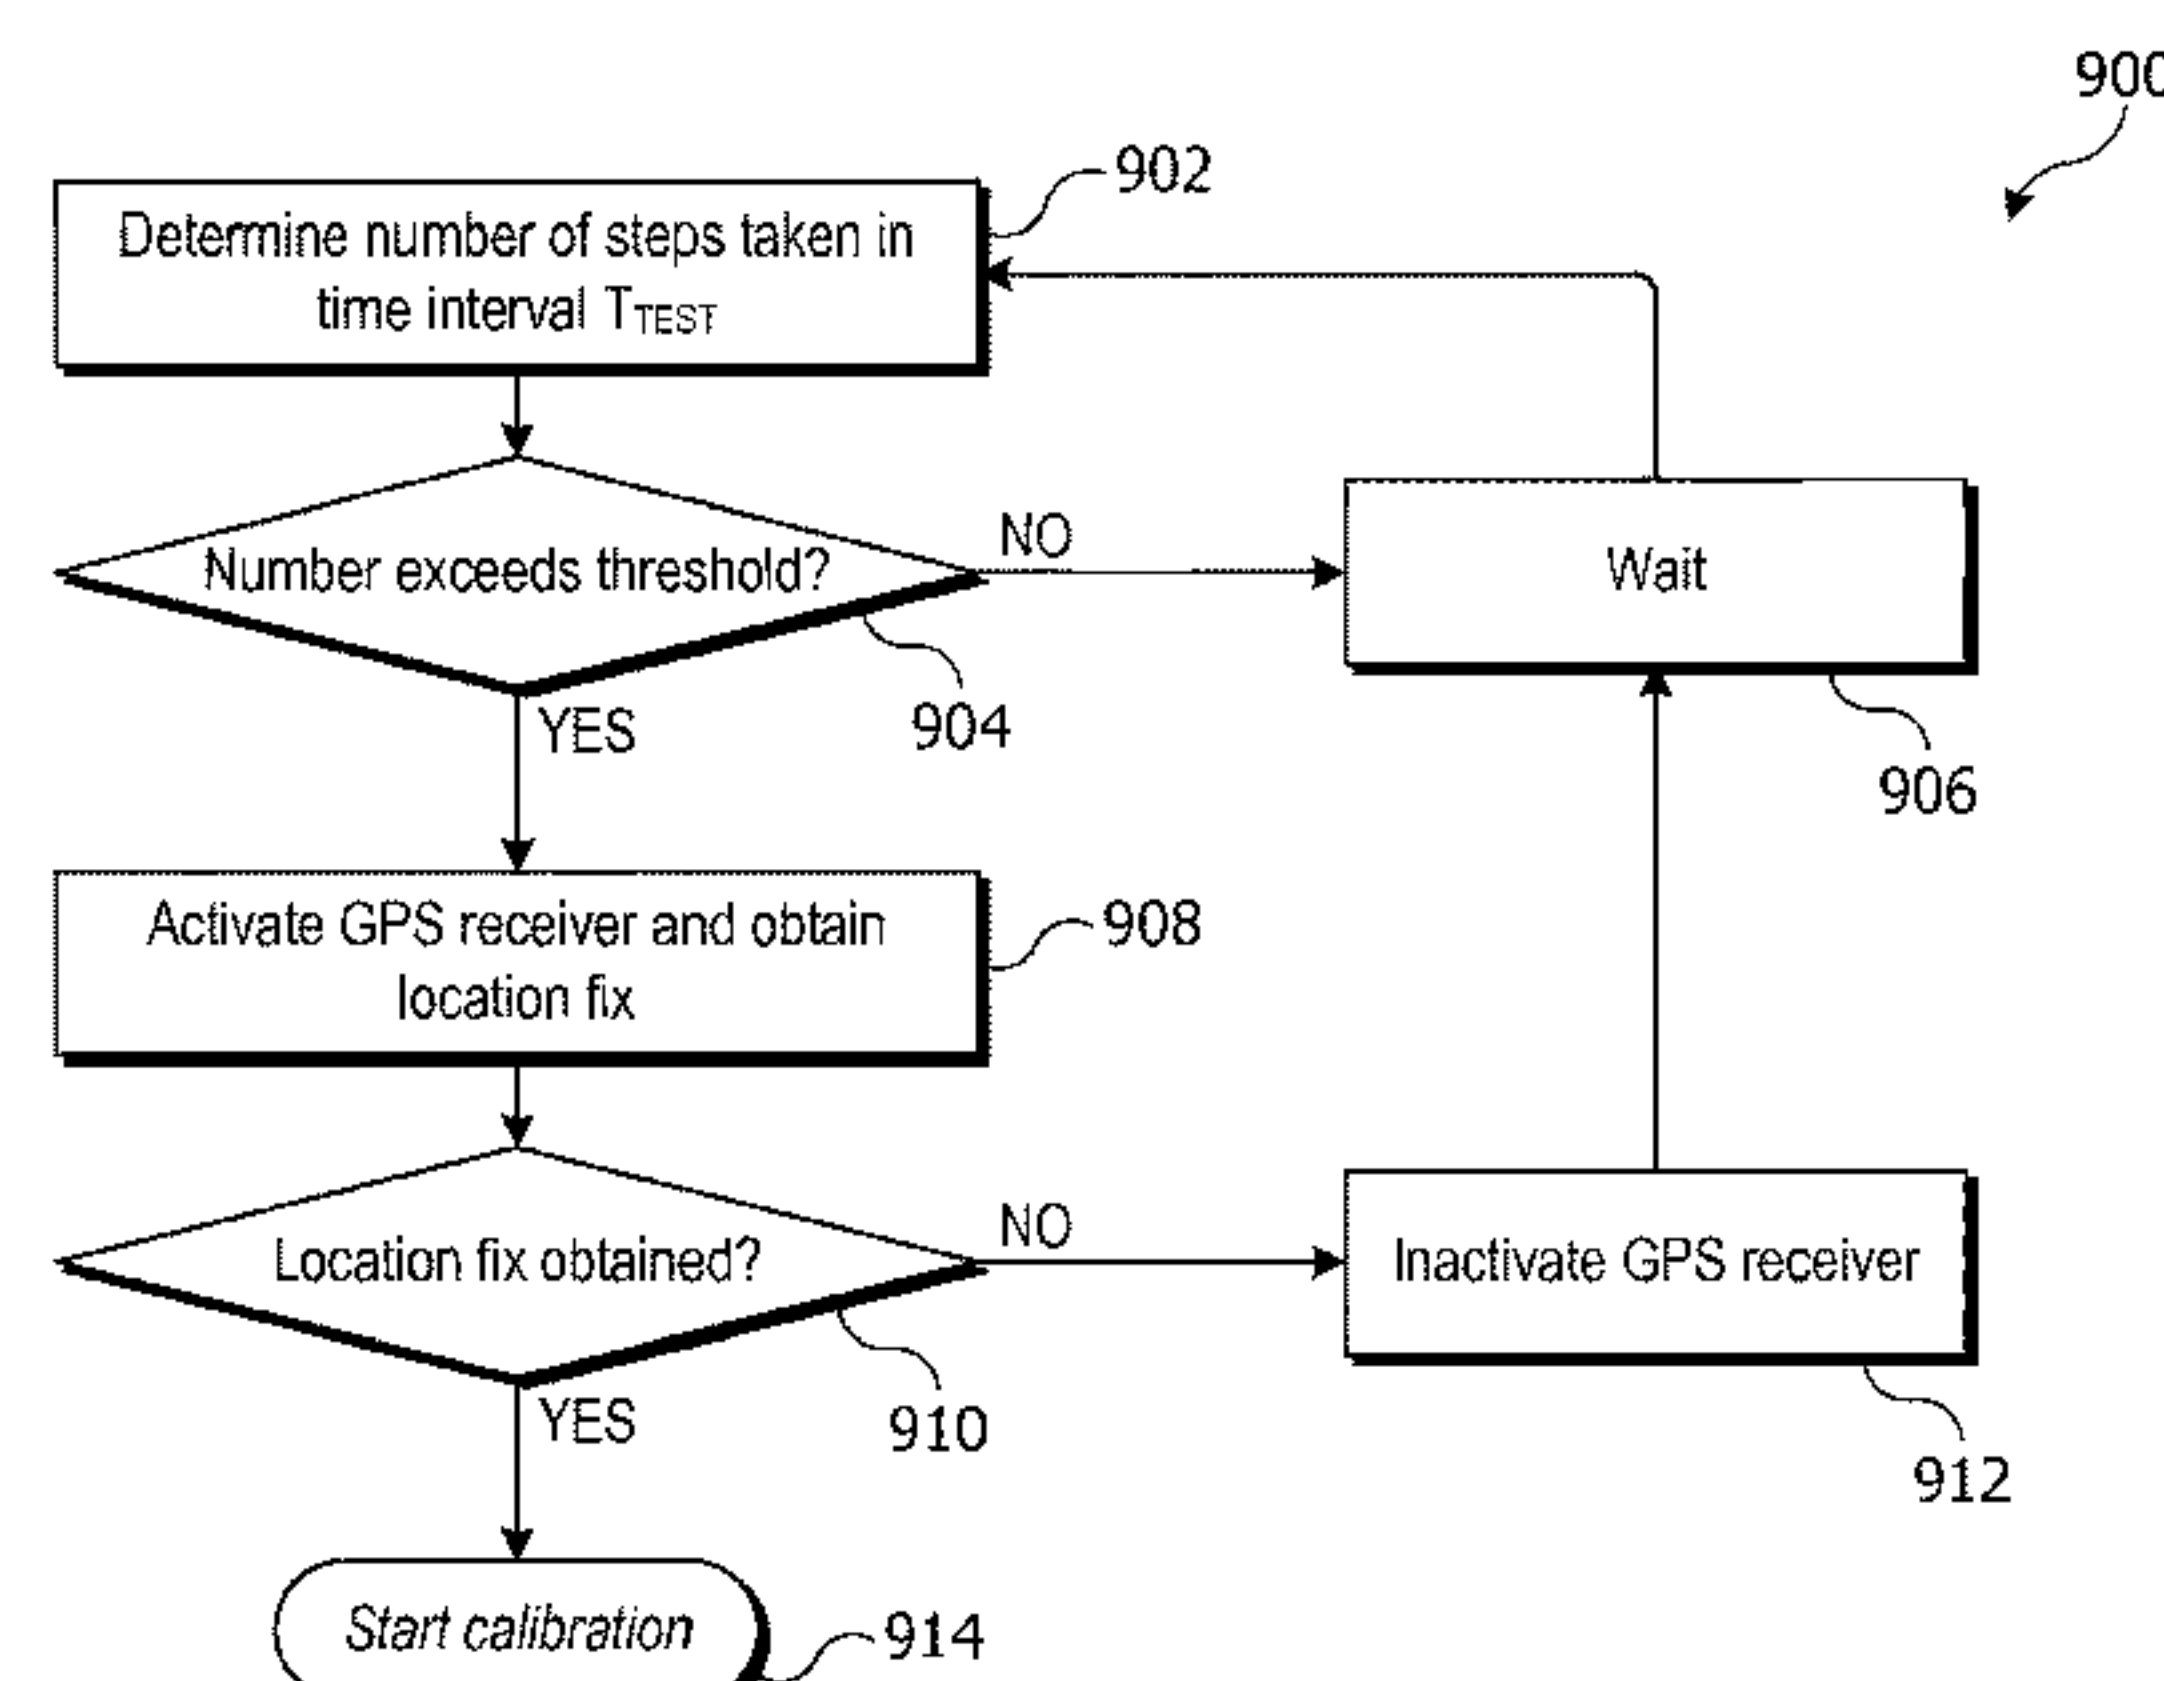 900
902
Determine number of steps taken in
time interval TTEST
Number exceeds threshold?
NO
Wait
904
YES
906
Activate GPS receiver and obtain
location fix
908
Location fix obtained?
NO
Inactivate GPS receiver
910
YES
912
Start calibration
914